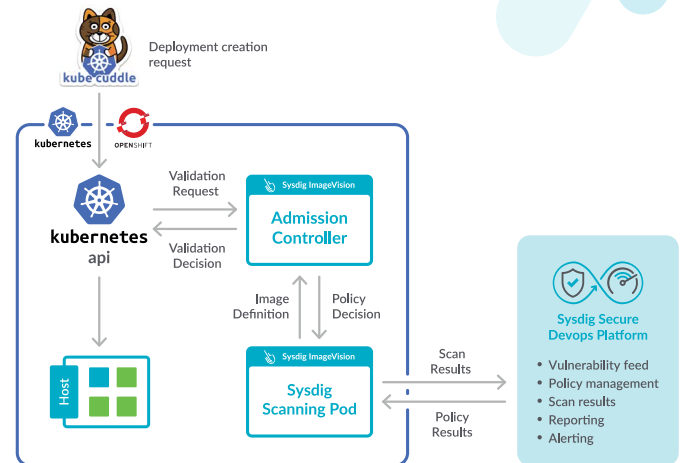 Deployment creation
request
kube cuddle
kubernetes
OPENSHIFT
Validation
Request
kubernetes
api
Validation
Decision
Sysdig ImageVision
Admission
Controller
Image
Definition
Policy
Decision
Host
Sysdig ImageVision
Sysdig
Scanning Pod
Scan
Results
Policy
Results
Sysdig Secure
Devops Platform
• Vulnerability feed
• Policy management
• Scan results
• Reporting
• Alerting